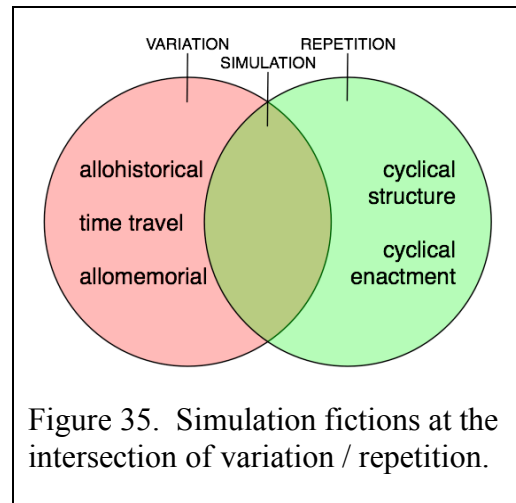 VARIATION
REPETITION
SIMULATION
allohistorical
time travel
allomemorial
cyclical
structure
cyclical
enactment
Figure 35.  Simulation fictions at the
intersection of variation / repetition.